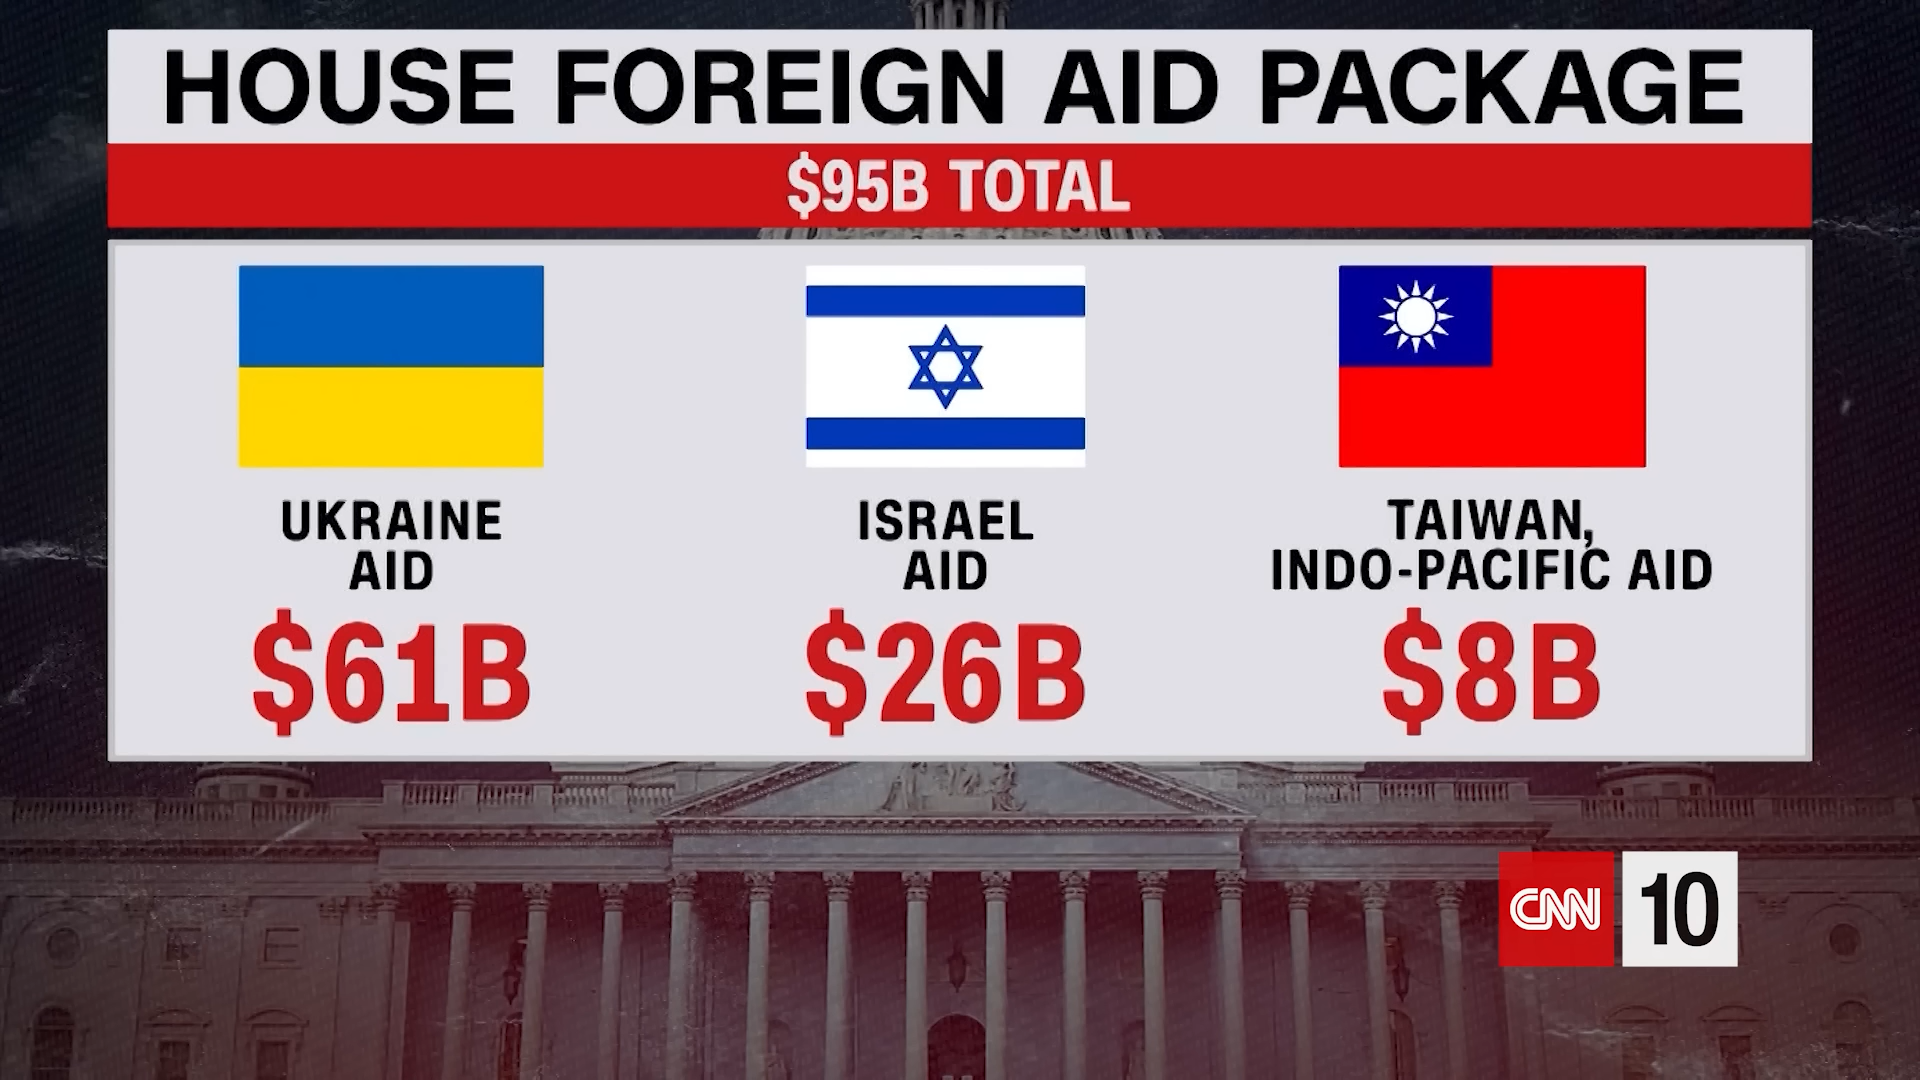 HOUSE FOREIGN AID PACKAGE
$95B TOTAL
UKRAINE
AID
$61B
ISRAEL
AID
$26B
TAIWAN,
INDO-PACIFIC AID
$8B
CNN 10